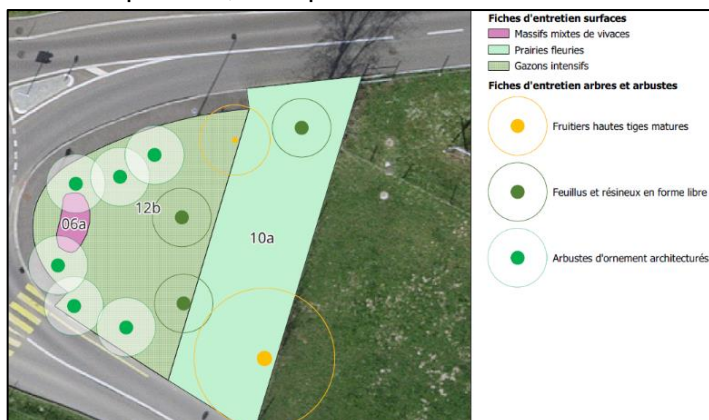 Fiches d'entretien surfaces
Massifs mixtes de vivaces
Prairies fleuries
Gazons intensifs
Fiches d'entretien arbres et arbustes
Fruitiers hautes tiges matures
Feuillus et résineux en forme libre
Arbustes d'ornement architecturés
12b
06a
10a